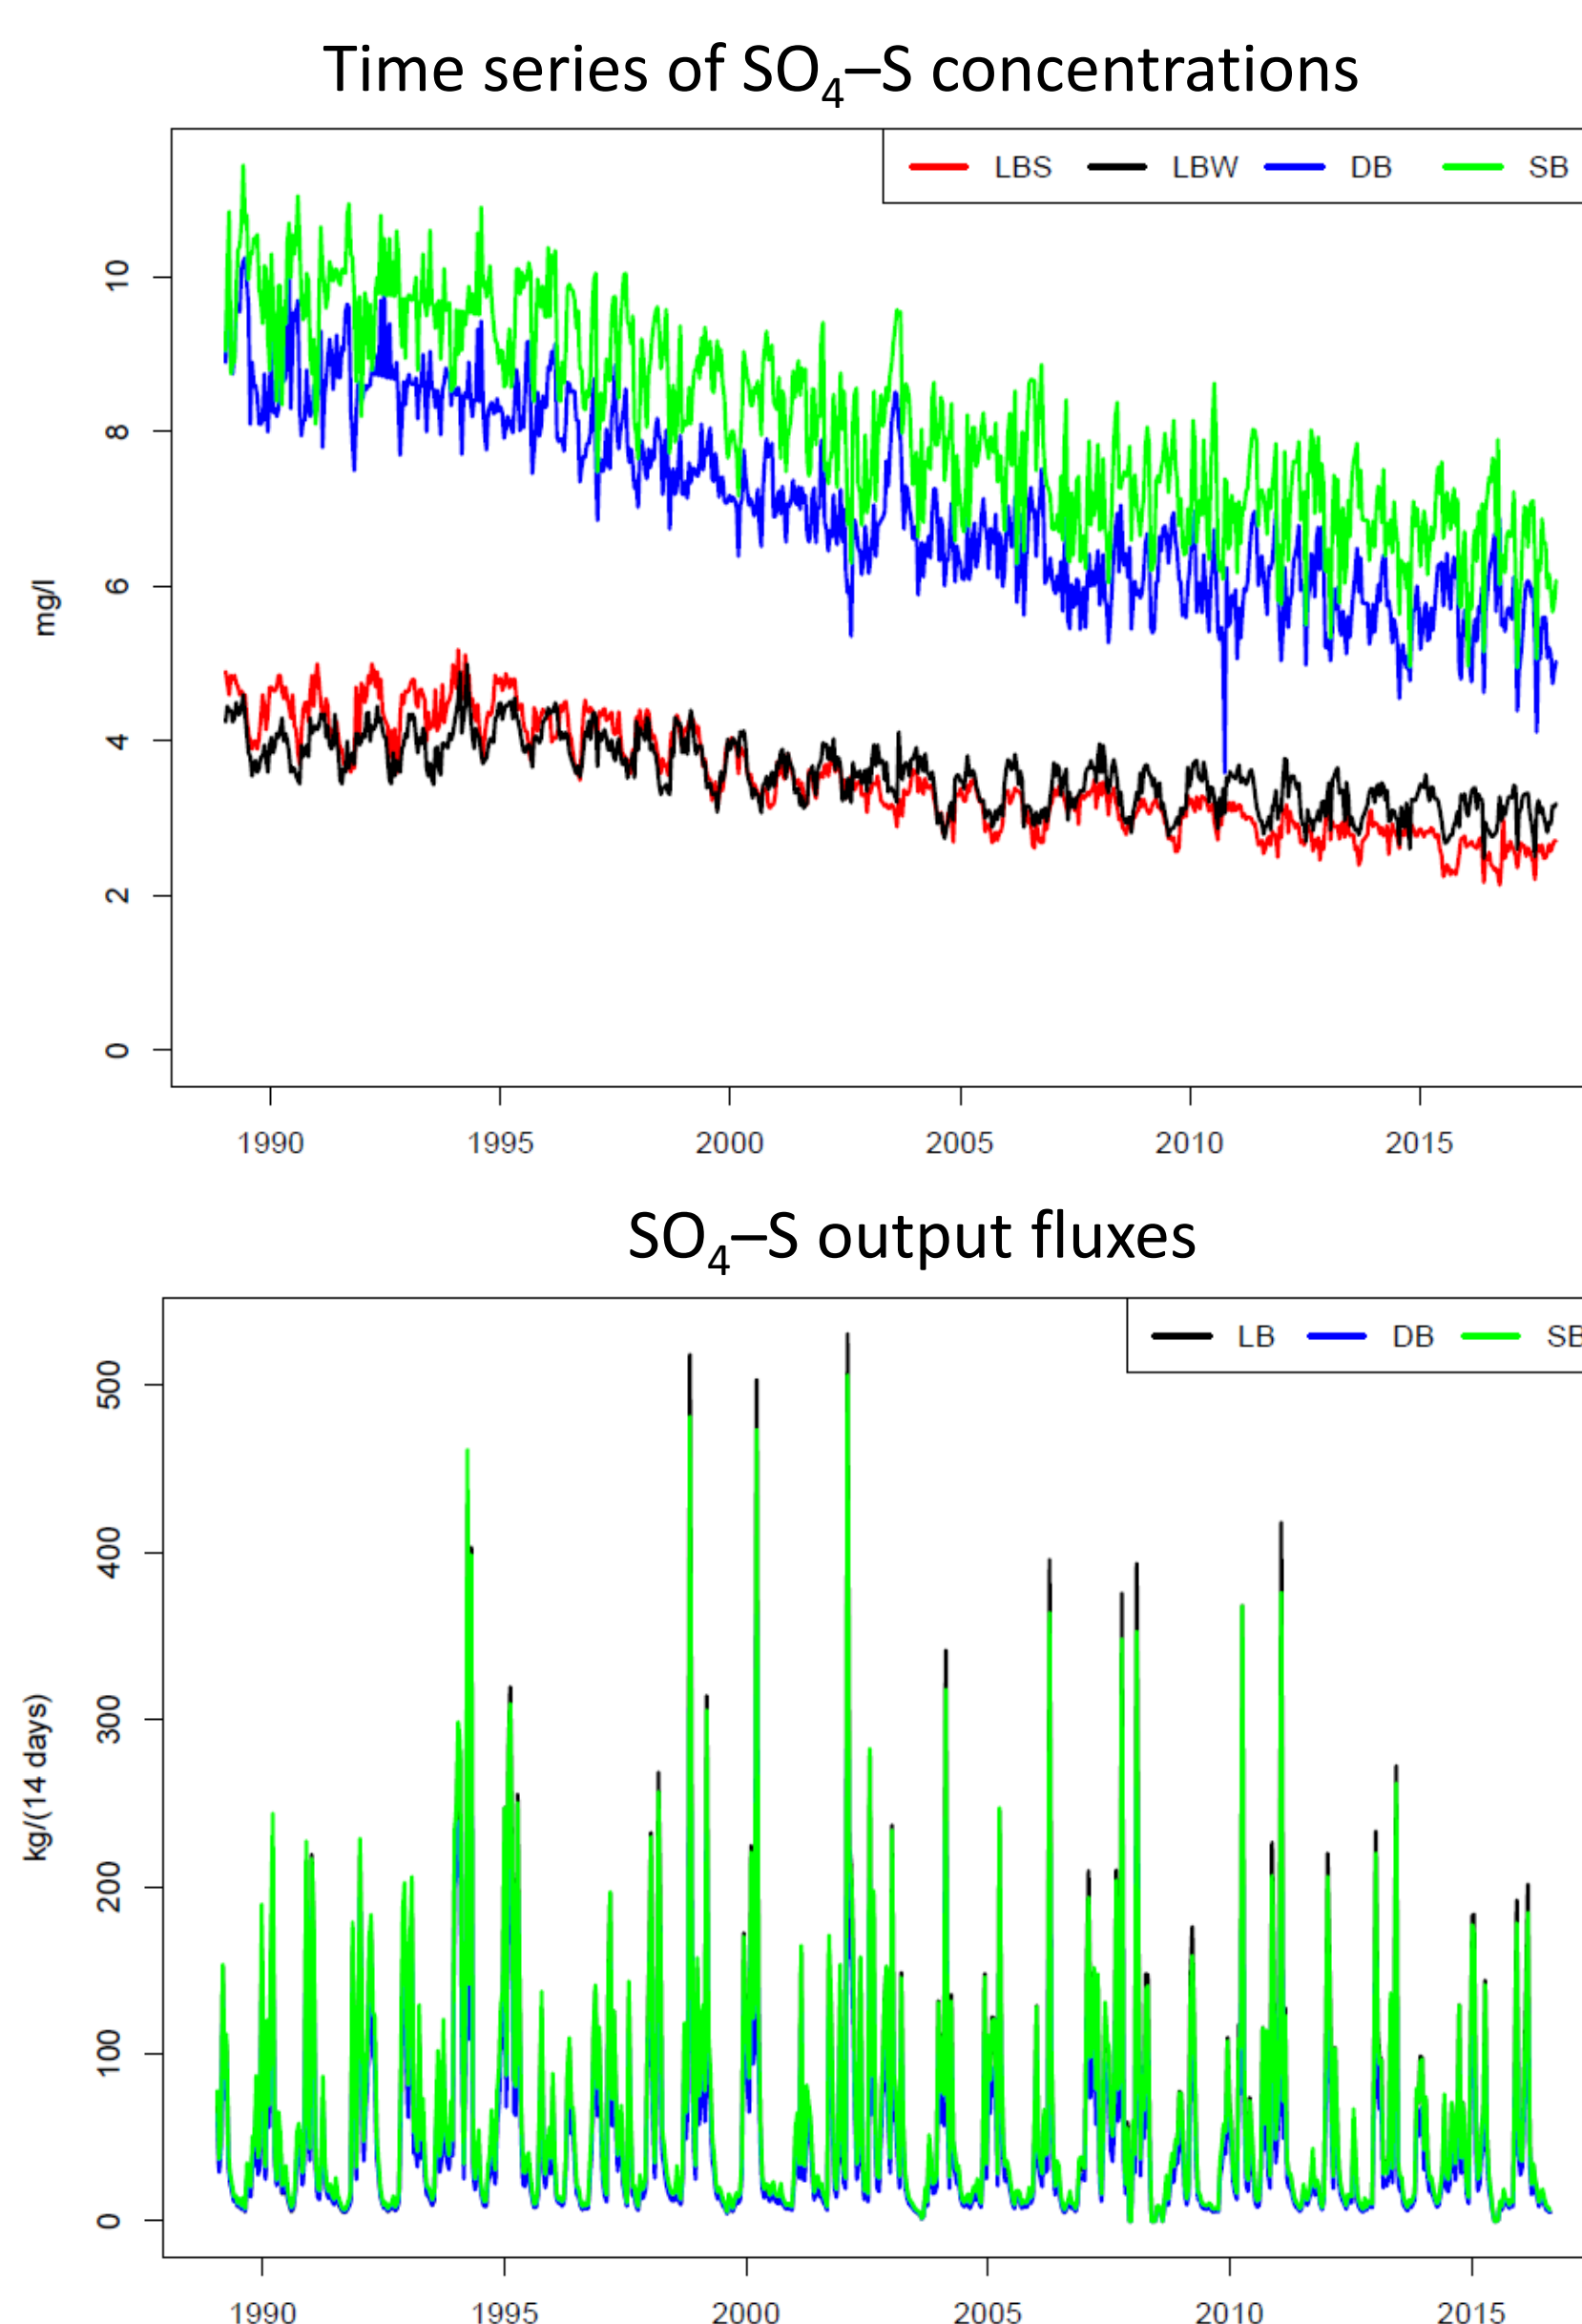 Time series of SO₄–S concentrations
LBS LBW DB SB
10
8
6
4
2
0
mg/l
1990 1995 2000 2005 2010 2015
SO₄–S output fluxes
LB DB SB
500
400
300
200
100
0
kg/(14 days)
1990 1995 2000 2005 2010 2015